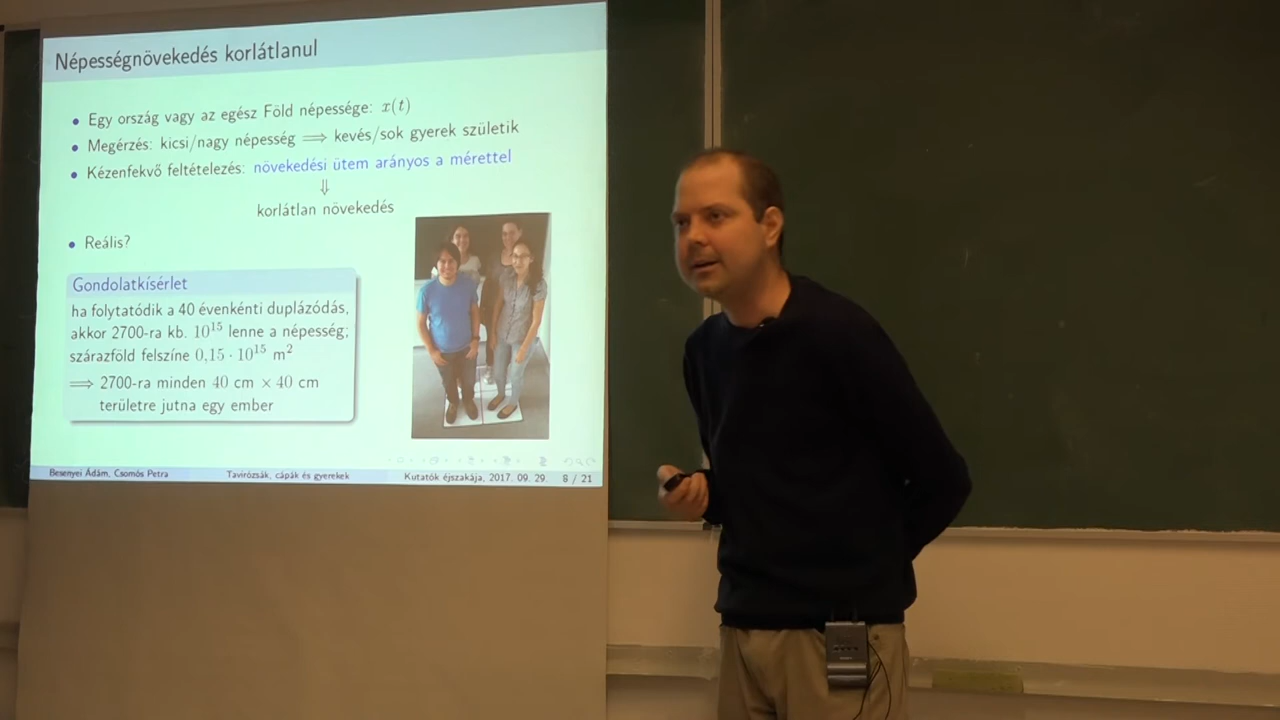 Népességnövekedés korlátlanul
• Egy ország vagy az egész Föld népessége: x(t)
• Megérzés: kicsi/nagy népesség ⟹ kevés/sok gyerek születik
• Kézenfekvő feltételezés: növekedési ütem arányos a mérettel
⇓
korlátlan növekedés
• Reális?
Gondolatkísérlet
ha folytatódik a 40 évenkénti duplázódás,
akkor 2700-ra kb. 10¹⁵ lenne a népesség;
szárazföld felszíne 0,15 · 10¹⁵ m²
⟹ 2700-ra minden 40 cm × 40 cm
területre jutna egy ember
Besenyei Ádám, Csomós Petra Tavirózsák, cápák és gyerekek Kutatók éjszakája, 2017. 09. 29. 8 / 21